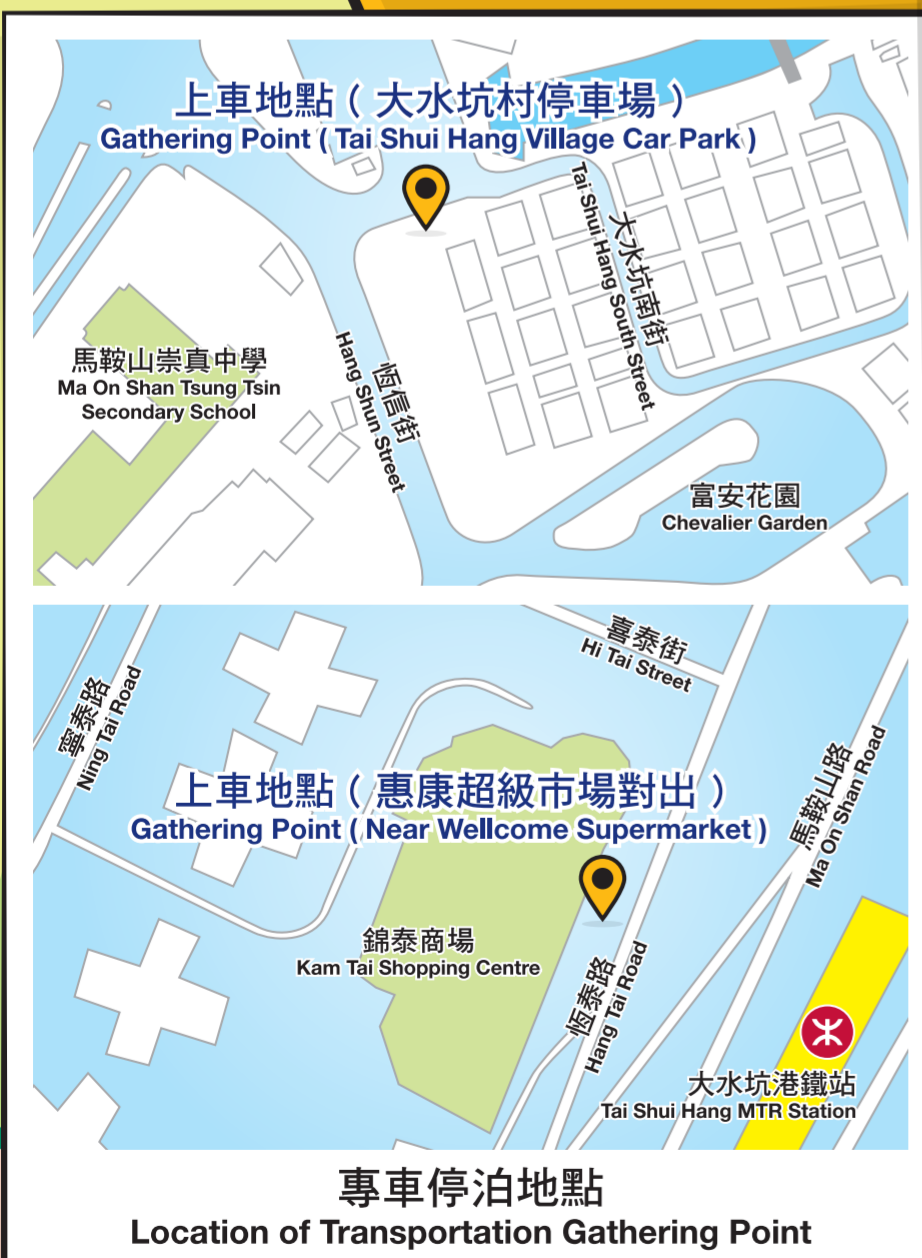 上車地點（大水坑村停車場）
Gathering Point ( Tai Shui Hang Village Car Park )
大水坑南街
Tai Shui Hang South Street
馬鞍山崇真中學
Ma On Shan Tsung Tsin
Secondary School
恆信街
Hang Shun Street
富安花園
Chevalier Garden
喜泰街
Hi Tai Street
寧泰路
Ning Tai Road
馬鞍山路
Ma On Shan Road
上車地點（惠康超級市場對出）
Gathering Point ( Near Wellcome Supermarket )
錦泰商場
Kam Tai Shopping Centre
恆泰路
Hang Tai Road
大水坑港鐵站
Tai Shui Hang MTR Station
專車停泊地點
Location of Transportation Gathering Point